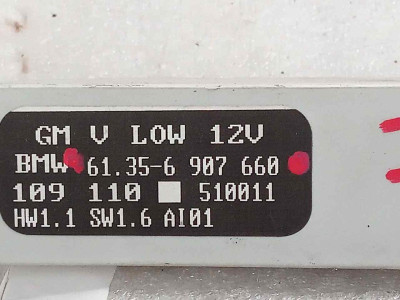 GM V LOW 12V
BMW 61.35-6 907 660
109 110 510011
HW1.1 SW1.6 AI01